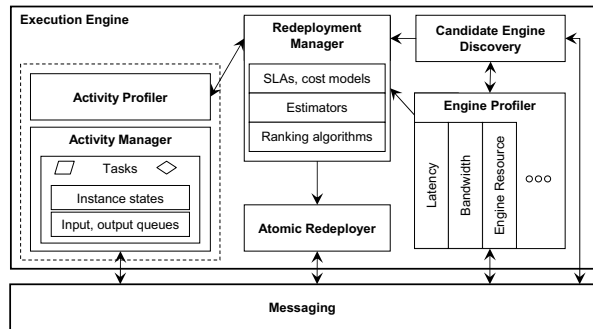 Execution Engine
Redeployment
Manager
SLAs, cost models
Estimators
Ranking algorithms
Candidate Engine
Discovery
Activity Profiler
Activity Manager
Tasks
Instance states
Input, output queues
Engine Profiler
Latency
Bandwidth
Engine Resource
Atomic Redeployer
Messaging